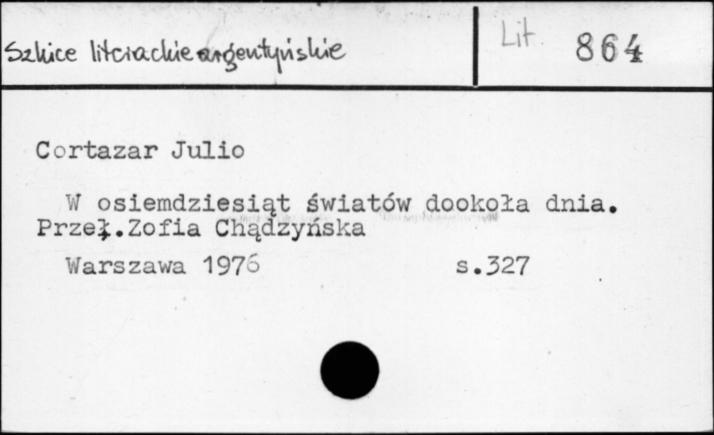 Szkice literackie argentyńskie
Lit. 864
Cortazar Julio
W osiemdziesiąt światów dookoła dnia.
Przeł.Zofia Chądzyńska
Warszawa 1976 s.327